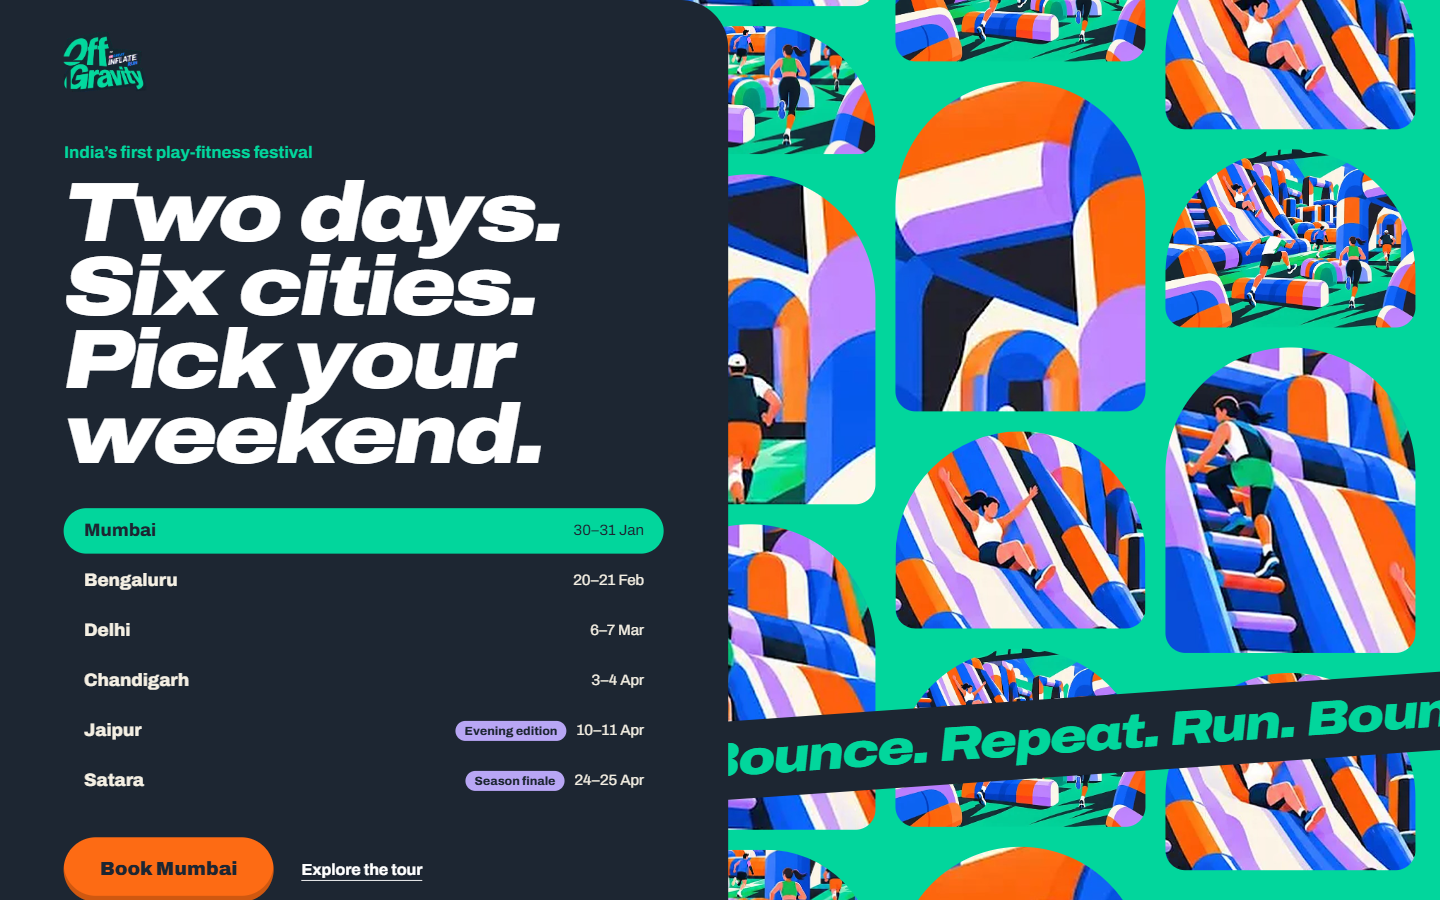 Off
INFLATE
Gravity
India’s first play-fitness festival
Two days.
Six cities.
Pick your
weekend.
Mumbai 30–31 Jan
Bengaluru 20–21 Feb
Delhi 6–7 Mar
Chandigarh 3–4 Apr
Jaipur Evening edition 10–11 Apr
Satara Season finale 24–25 Apr
Book Mumbai Explore the tour
Bounce. Repeat. Run. Boun